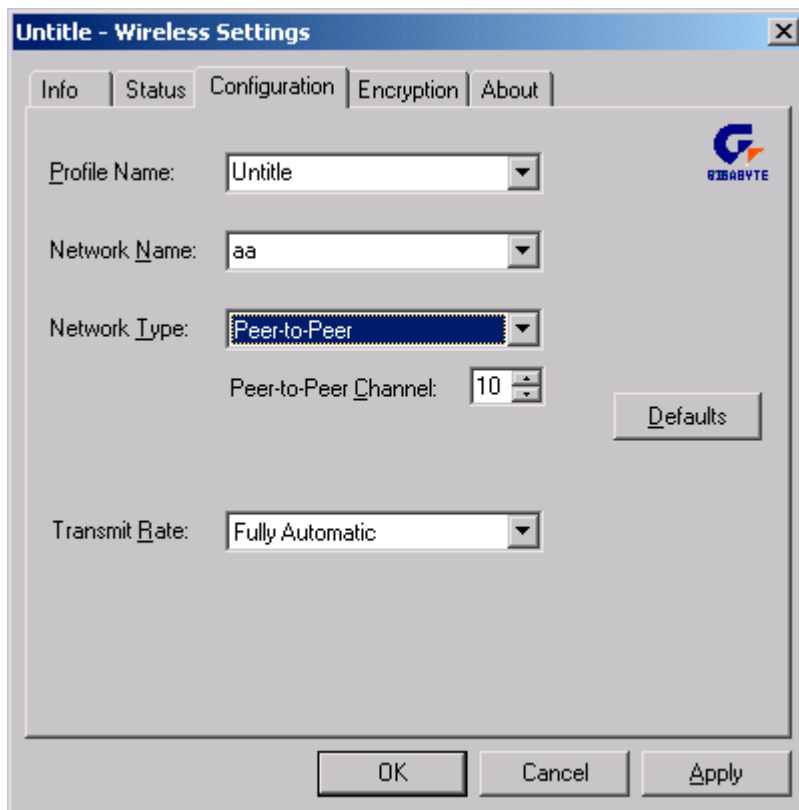 Untitle - Wireless Settings
Info Status Configuration Encryption About
GIGABYTE
Profile Name: Untitle
Network Name: aa
Network Type: Peer-to-Peer
Peer-to-Peer Channel: 10
Defaults
Transmit Rate: Fully Automatic
OK Cancel Apply